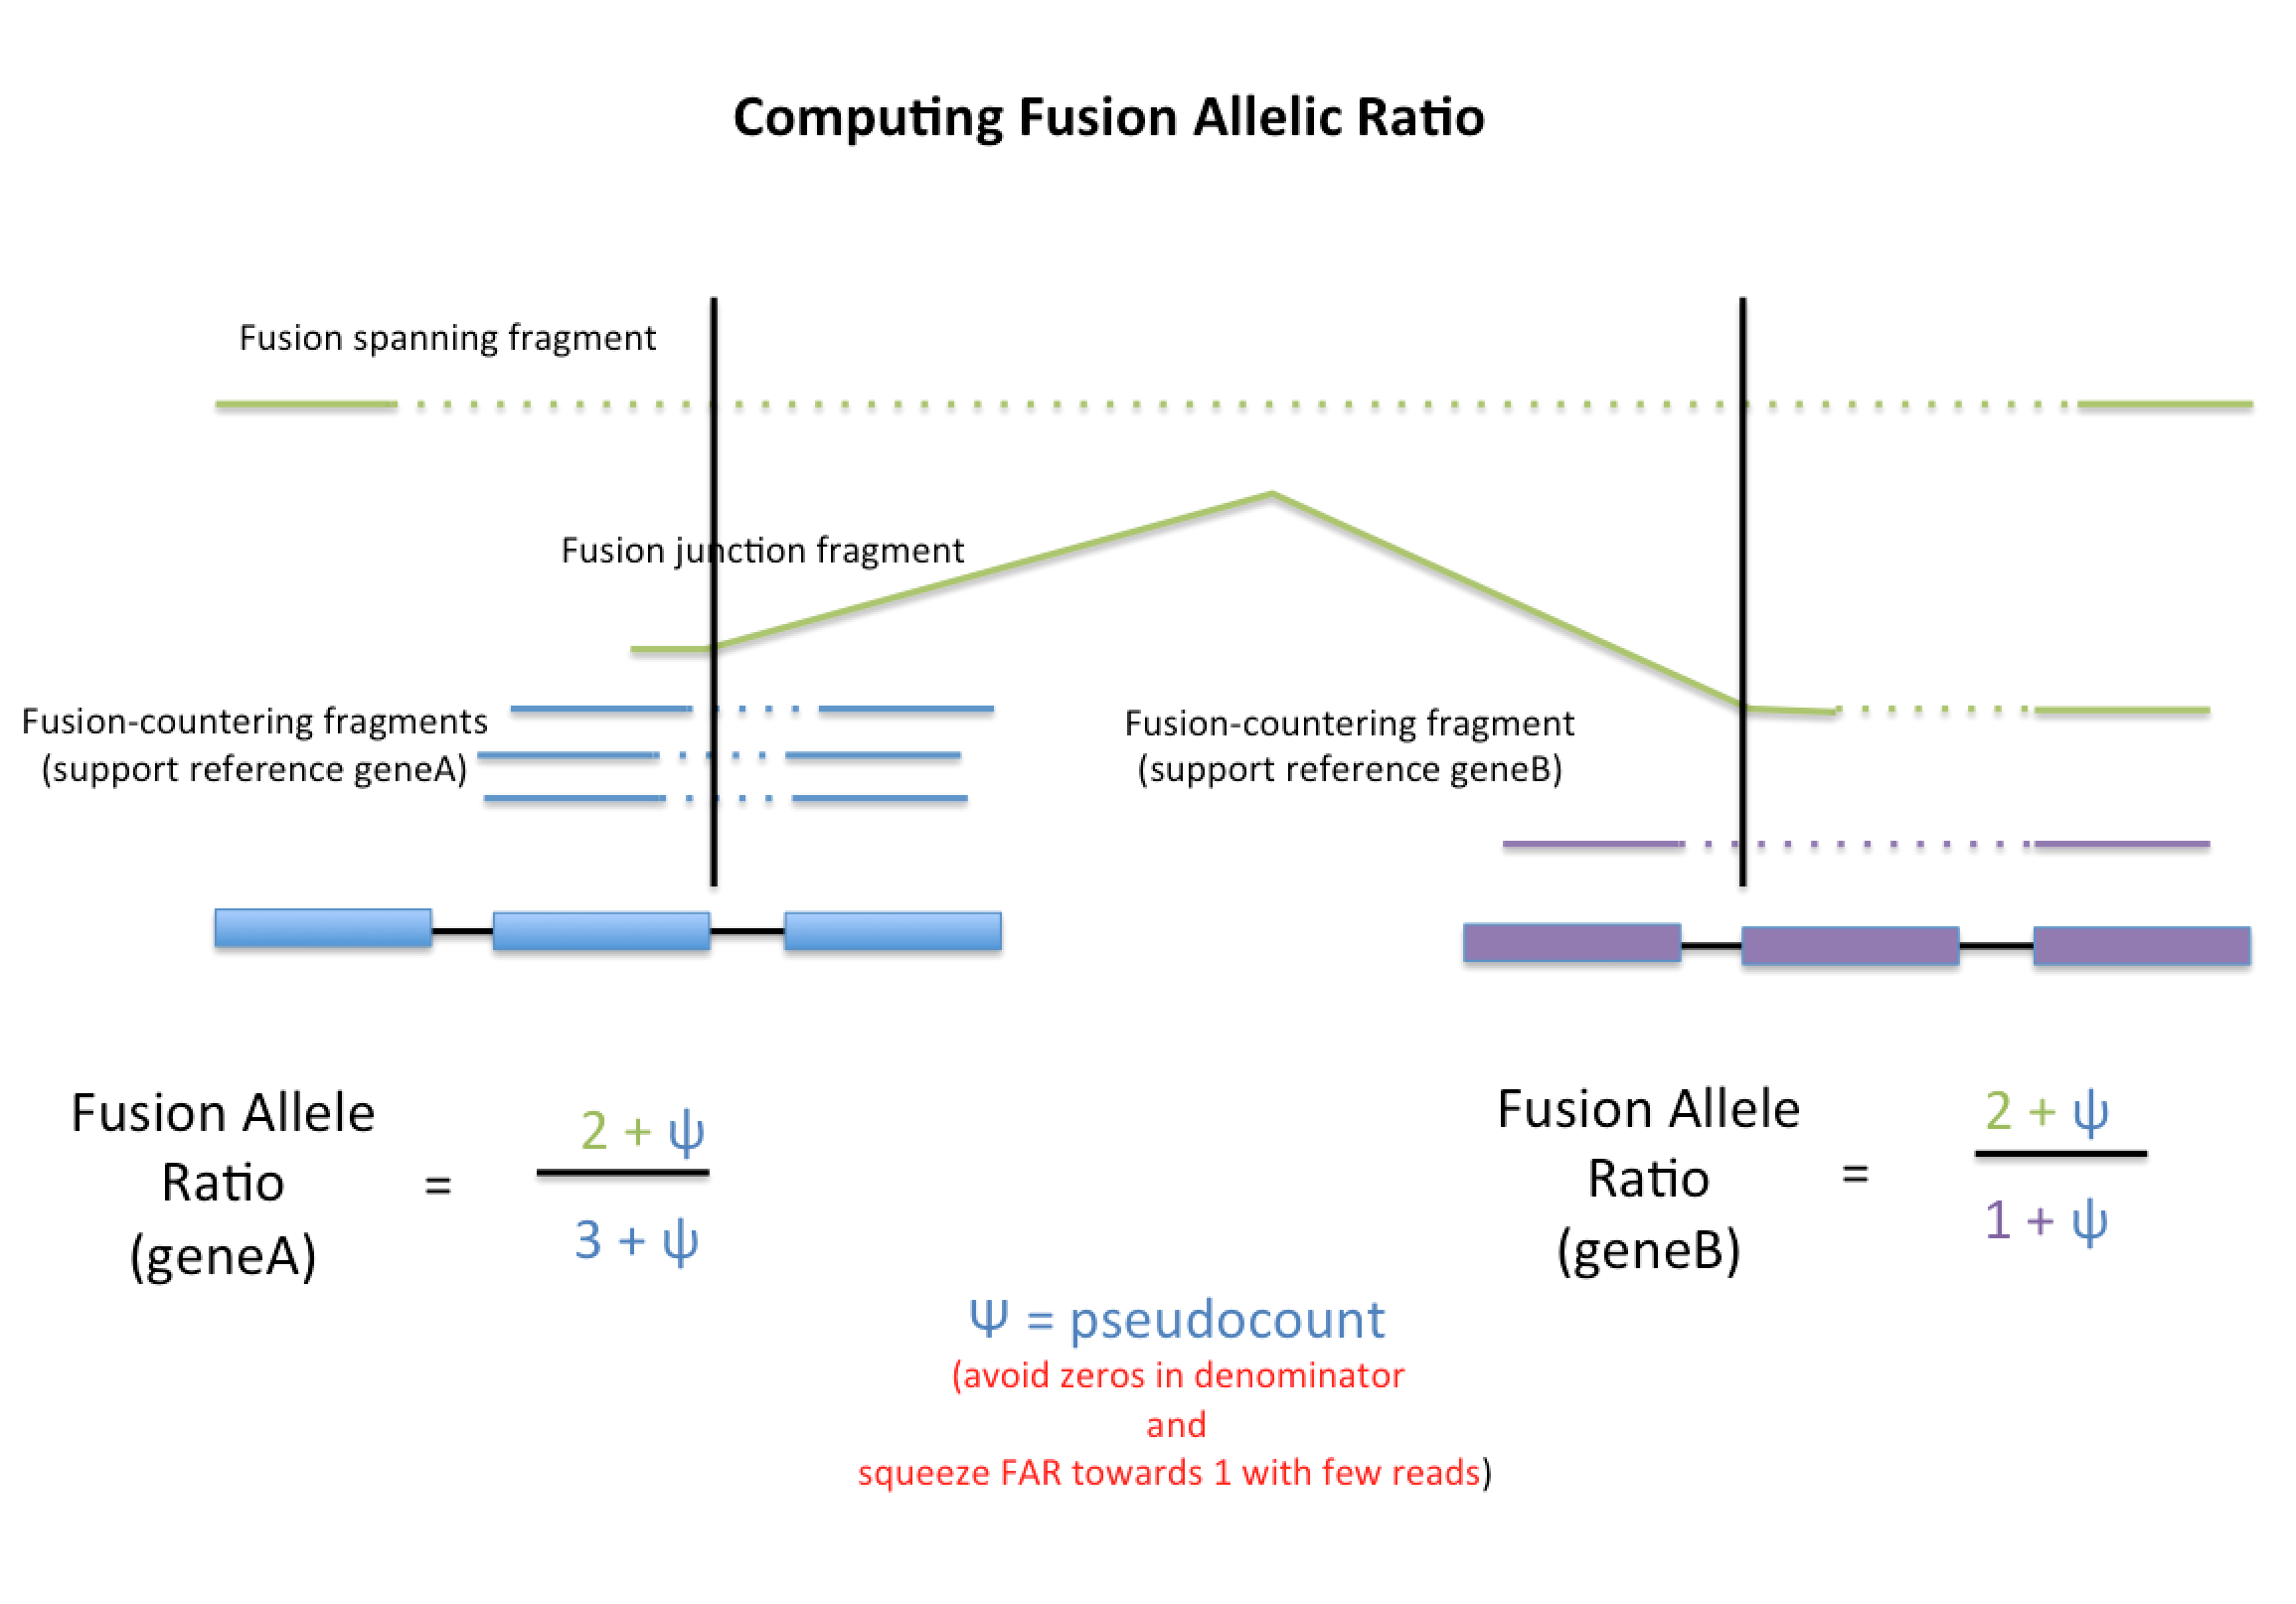 Computing Fusion Allelic Ratio
Fusion spanning fragment
Fusion junction fragment
Fusion-countering fragments
(support reference geneA)
Fusion-countering fragment
(support reference geneB)
Fusion Allele
Ratio
(geneA)
=
2 + ψ
3 + ψ
Fusion Allele
Ratio
(geneB)
=
2 + ψ
1 + ψ
Ψ = pseudocount
(avoid zeros in denominator
and
squeeze FAR towards 1 with few reads)